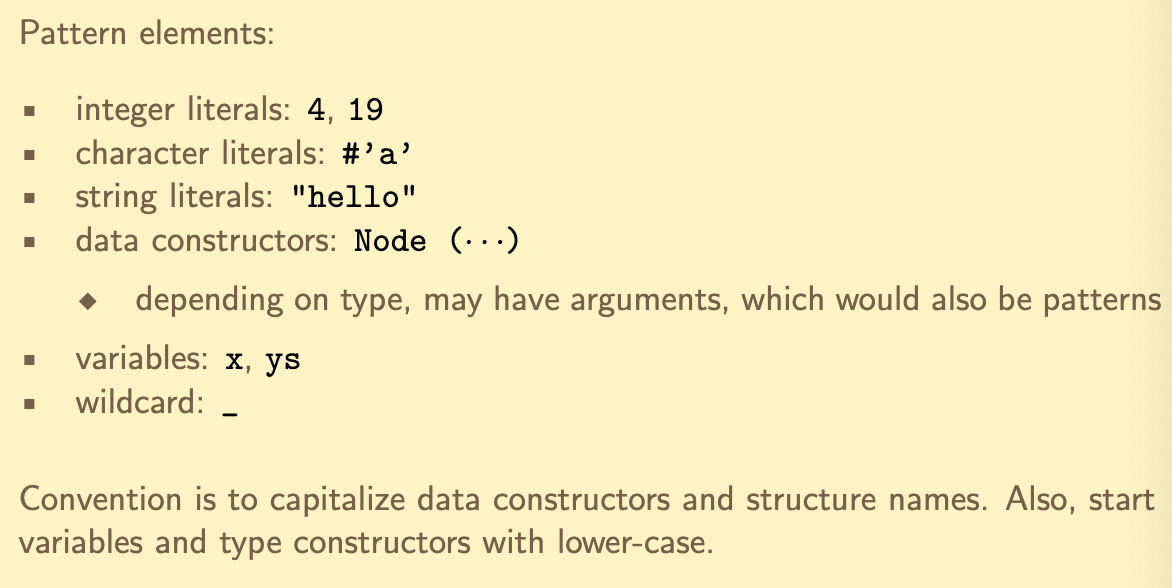 Pattern elements:
▪ integer literals: 4, 19
▪ character literals: #’a’
▪ string literals: "hello"
▪ data constructors: Node (···)
◆ depending on type, may have arguments, which would also be patterns
▪ variables: x, ys
▪ wildcard: _
Convention is to capitalize data constructors and structure names. Also, start
variables and type constructors with lower-case.